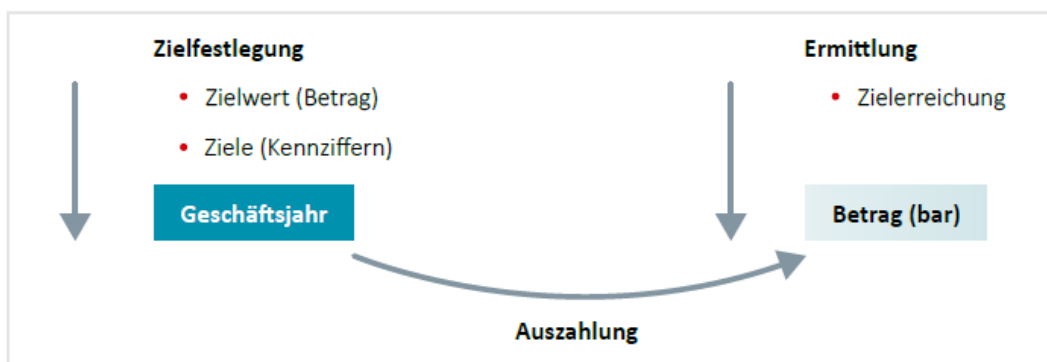 Zielfestlegung
• Zielwert (Betrag)
• Ziele (Kennziffern)
Geschäftsjahr
Ermittlung
• Zielerreichung
Betrag (bar)
Auszahlung